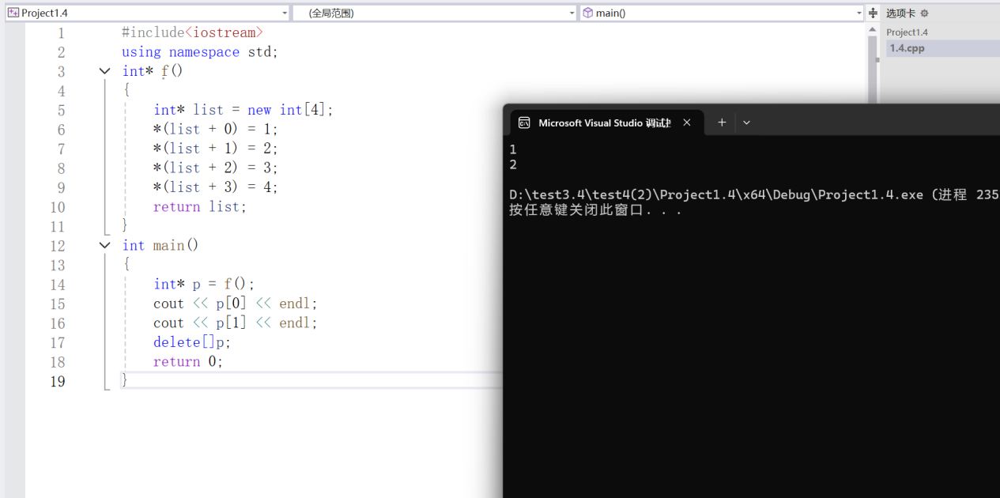 Project1.4 (全局范围) main() 选项卡
Project1.4
1.4.cpp
1 #include<iostream>
2 using namespace std;
3 int* f()
4 {
5 int* list = new int[4];
6 *(list + 0) = 1;
7 *(list + 1) = 2;
8 *(list + 2) = 3;
9 *(list + 3) = 4;
10 return list;
11 }
12 int main()
13 {
14 int* p = f();
15 cout << p[0] << endl;
16 cout << p[1] << endl;
17 delete[]p;
18 return 0;
19 }
Microsoft Visual Studio 调试
1
2
D:\test3.4\test4(2)\Project1.4\x64\Debug\Project1.4.exe (进程 235
按任意键关闭此窗口. . .